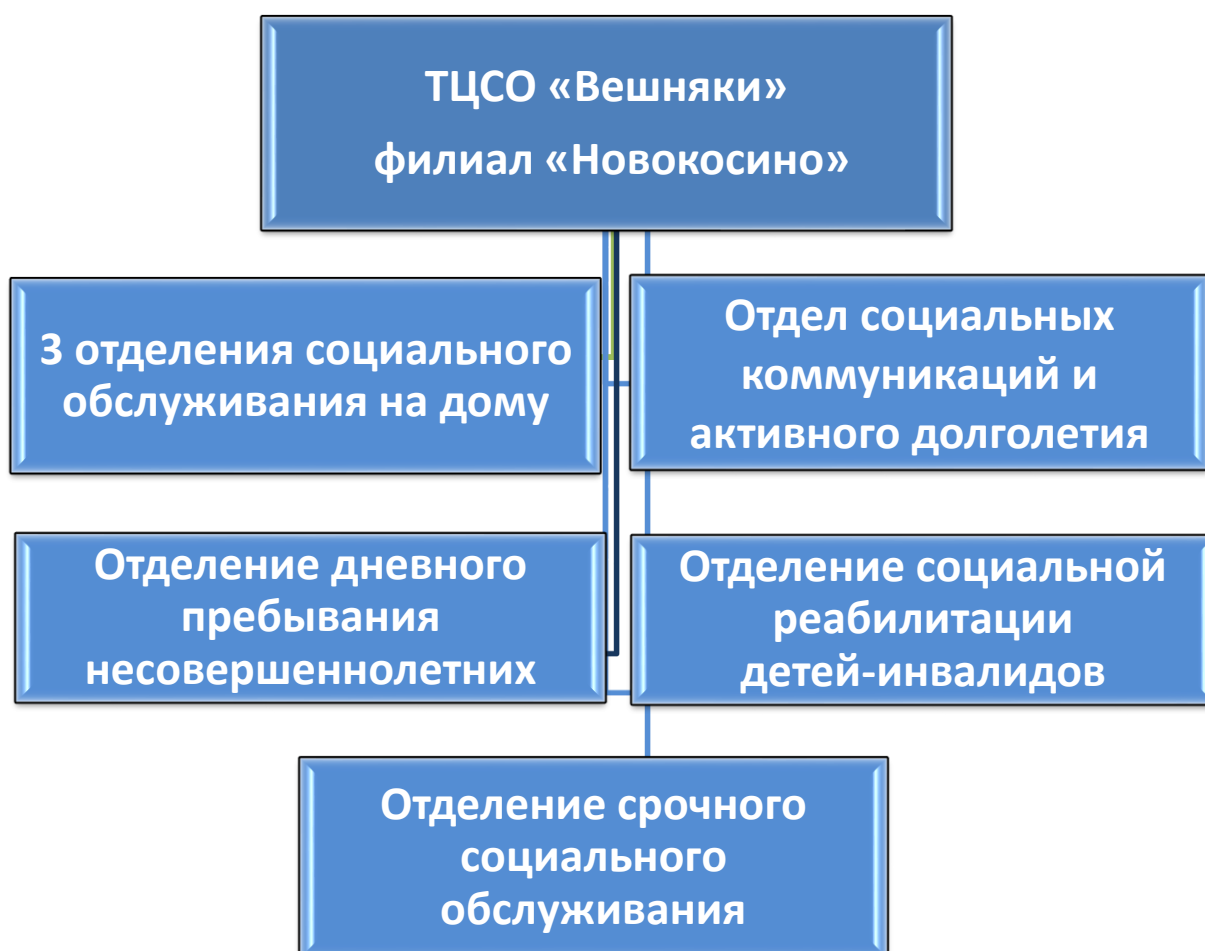 ТЦСО «Вешняки»
филиал «Новокосино»
3 отделения социального
обслуживания на дому
Отдел социальных
коммуникаций и
активного долголетия
Отделение дневного
пребывания
несовершеннолетних
Отделение социальной
реабилитации
детей-инвалидов
Отделение срочного
социального
обслуживания